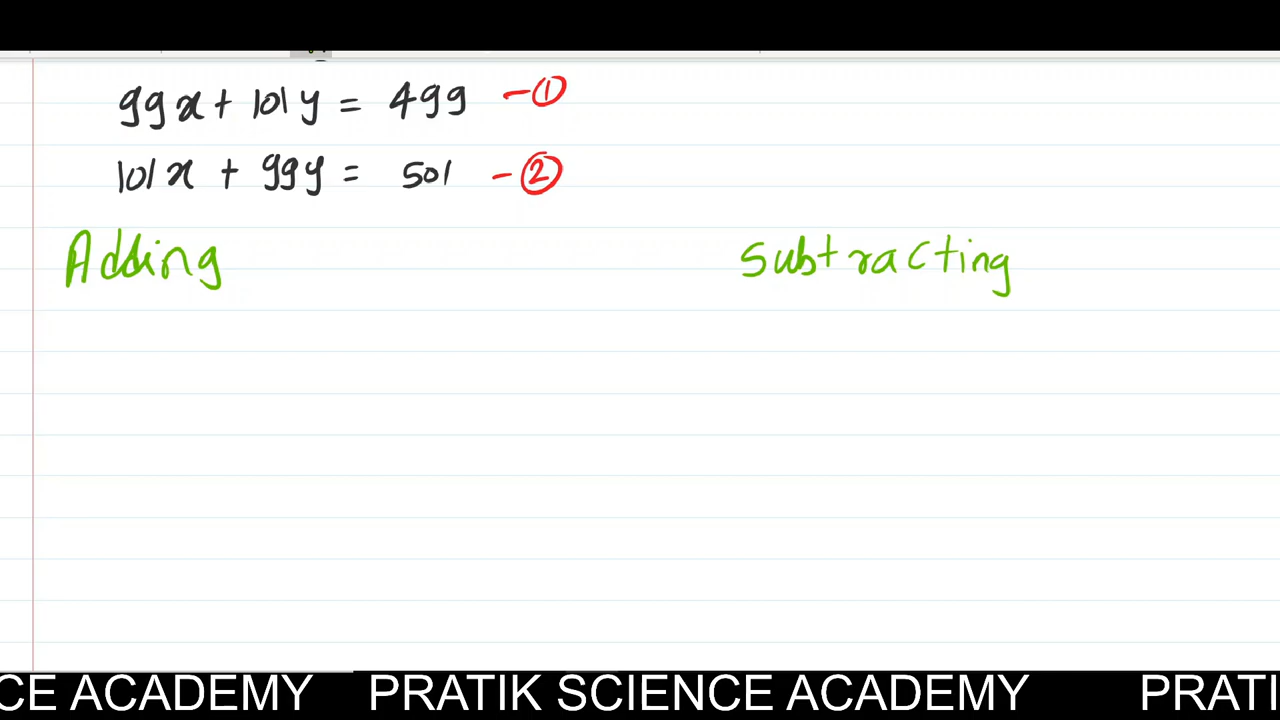 99x + 101y = 499 -①
101x + 99y = 501 -②
Adding
Subtracting
CE ACADEMY PRATIK SCIENCE ACADEMY PRATI